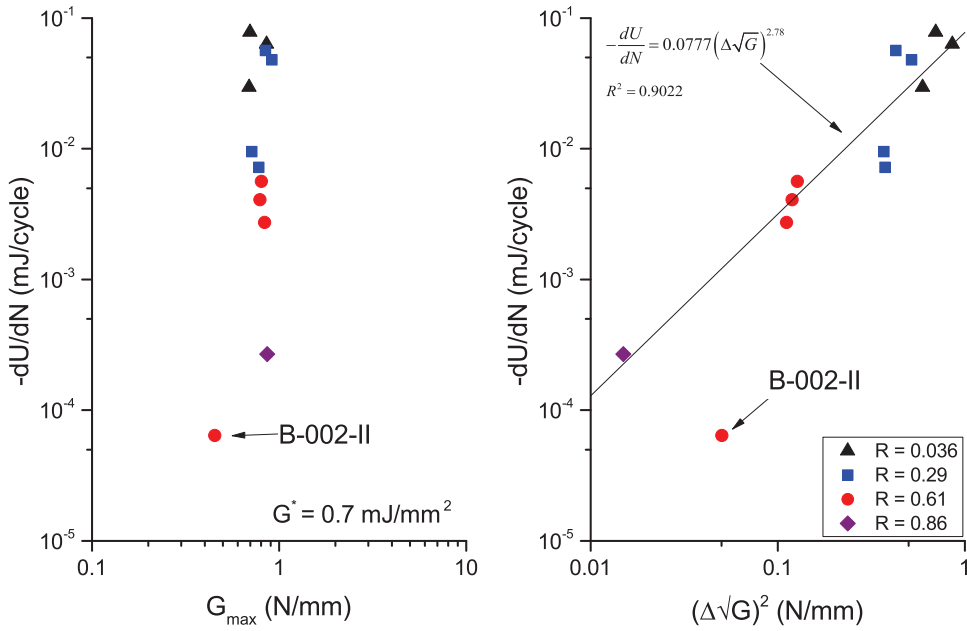 10⁻¹
10⁻²
10⁻³
10⁻⁴
10⁻⁵
-dU/dN (mJ/cycle)
B-002-II
G* = 0.7 mJ/mm²
0.1 1 10
Gmax (N/mm)
10⁻¹
10⁻²
10⁻³
10⁻⁴
10⁻⁵
-dU/dN (mJ/cycle)
-dU/dN = 0.0777(Δ√G)^2.78
R² = 0.9022
B-002-II
R = 0.036
R = 0.29
R = 0.61
R = 0.86
0.01 0.1 1
(Δ√G)² (N/mm)